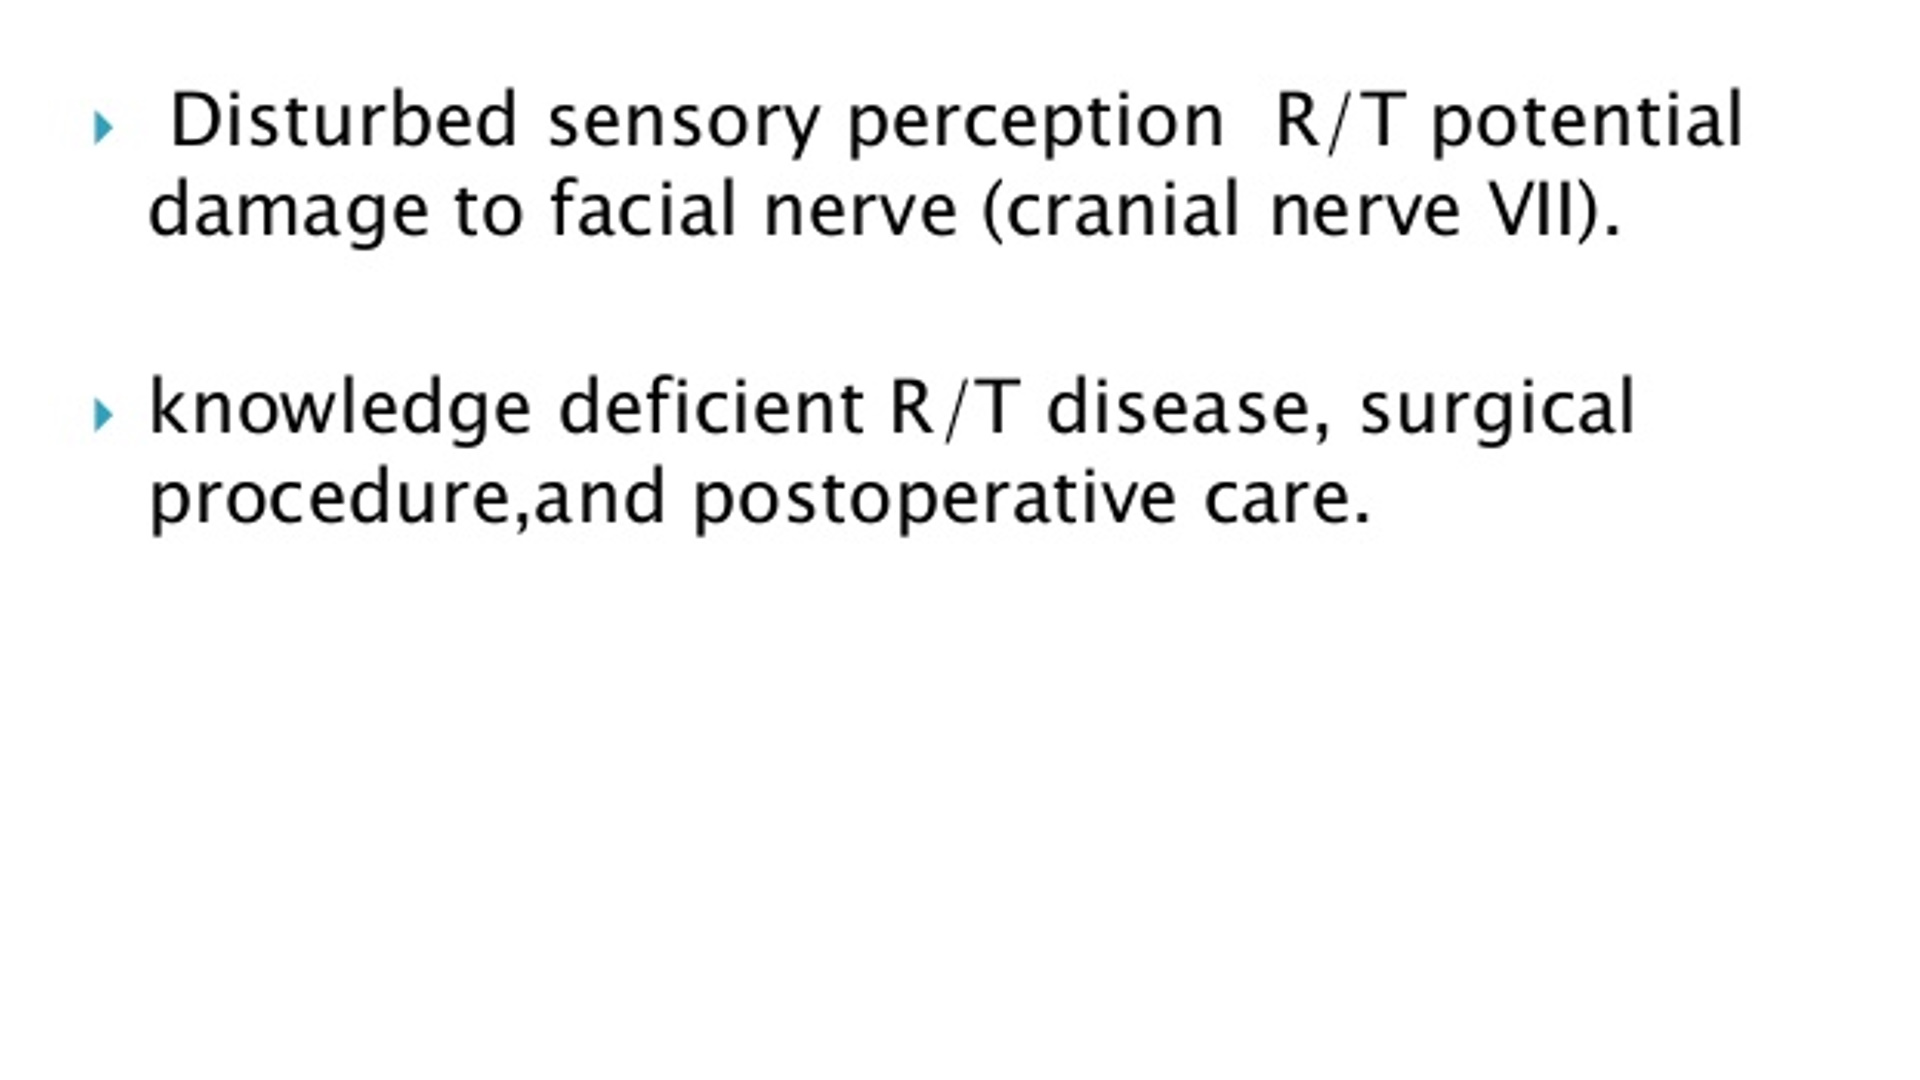 Disturbed sensory perception  R/T potential
damage to facial nerve (cranial nerve VII).
knowledge deficient R/T disease, surgical
procedure,and postoperative care.